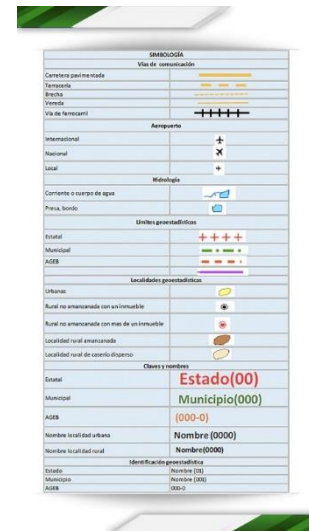 SIMBOLOGÍA
Vías de comunicación
Carretera pavimentada
Terracería
Brecha
Vereda
Vía de ferrocarril
Aeropuerto
Internacional
Nacional
Local
Hidrología
Corriente o cuerpo de agua
Presa, bordo
Límites geoestadísticos
Estatal
Municipal
AGEB
Localidades geoestadísticas
Urbanas
Rural no amanzanada con un inmueble
Rural no amanzanada con mas de un inmueble
Localidad rural amanzanada
Localidad rural de caserío disperso
Claves y nombres
Estatal Estado(00)
Municipal Municipio(000)
AGEB (000-0)
Nombre localidad urbana Nombre (0000)
Nombre localidad rural Nombre(0000)
Identificación geoestadística
Estado Nombre (01)
Municipio Nombre (001)
AGEB 000-0